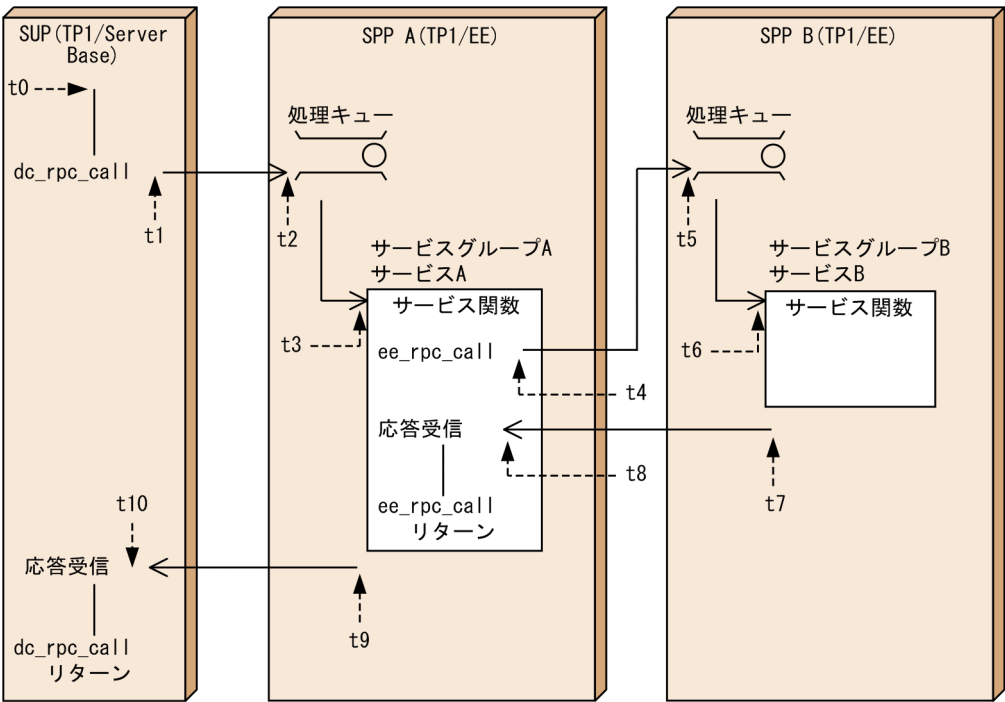 SUP(TP1/Server
Base)
t0
dc_rpc_call
t1
t10
応答受信
dc_rpc_call
リターン
SPP A(TP1/EE)
処理キュー
t2
サービスグループA
サービスA
サービス関数
t3
ee_rpc_call
t4
応答受信
t8
ee_rpc_call
リターン
t9
SPP B(TP1/EE)
処理キュー
t5
サービスグループB
サービスB
サービス関数
t6
t7